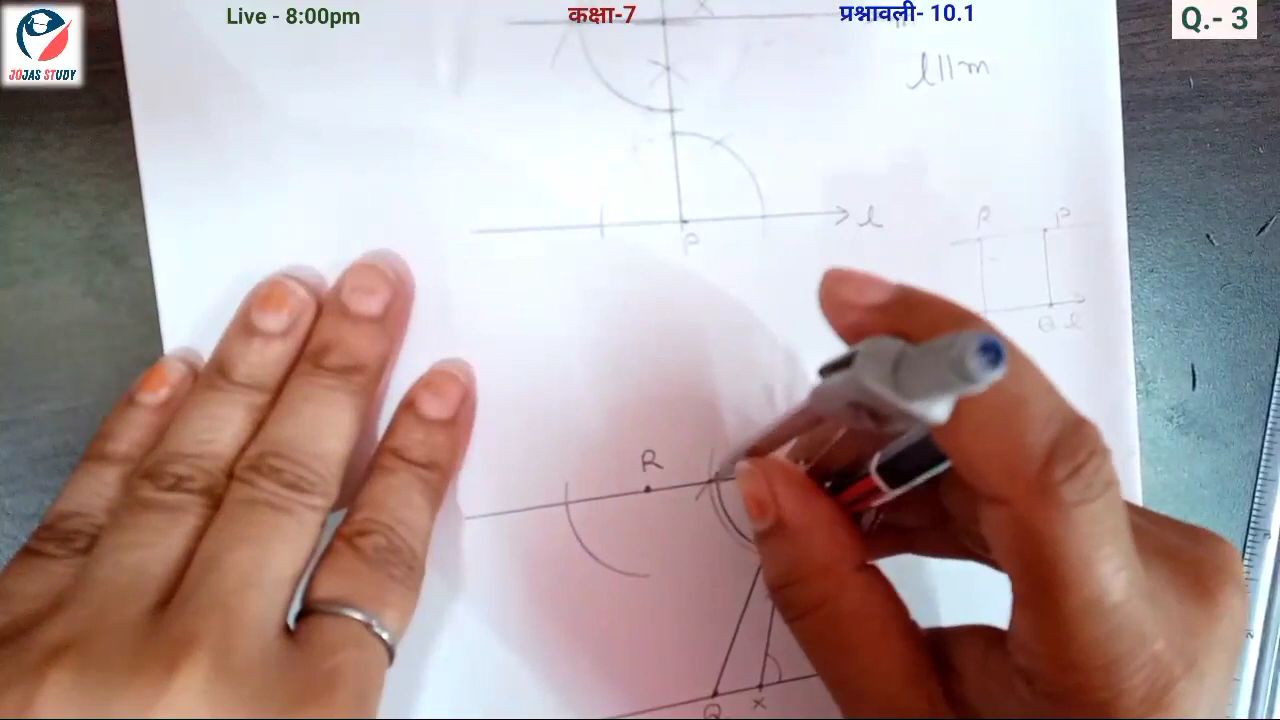 Live - 8:00pm
कक्षा-7
प्रश्नावली- 10.1
Q.- 3
JOJAS STUDY
l||m
l
P
R P
Q l
R
Q x